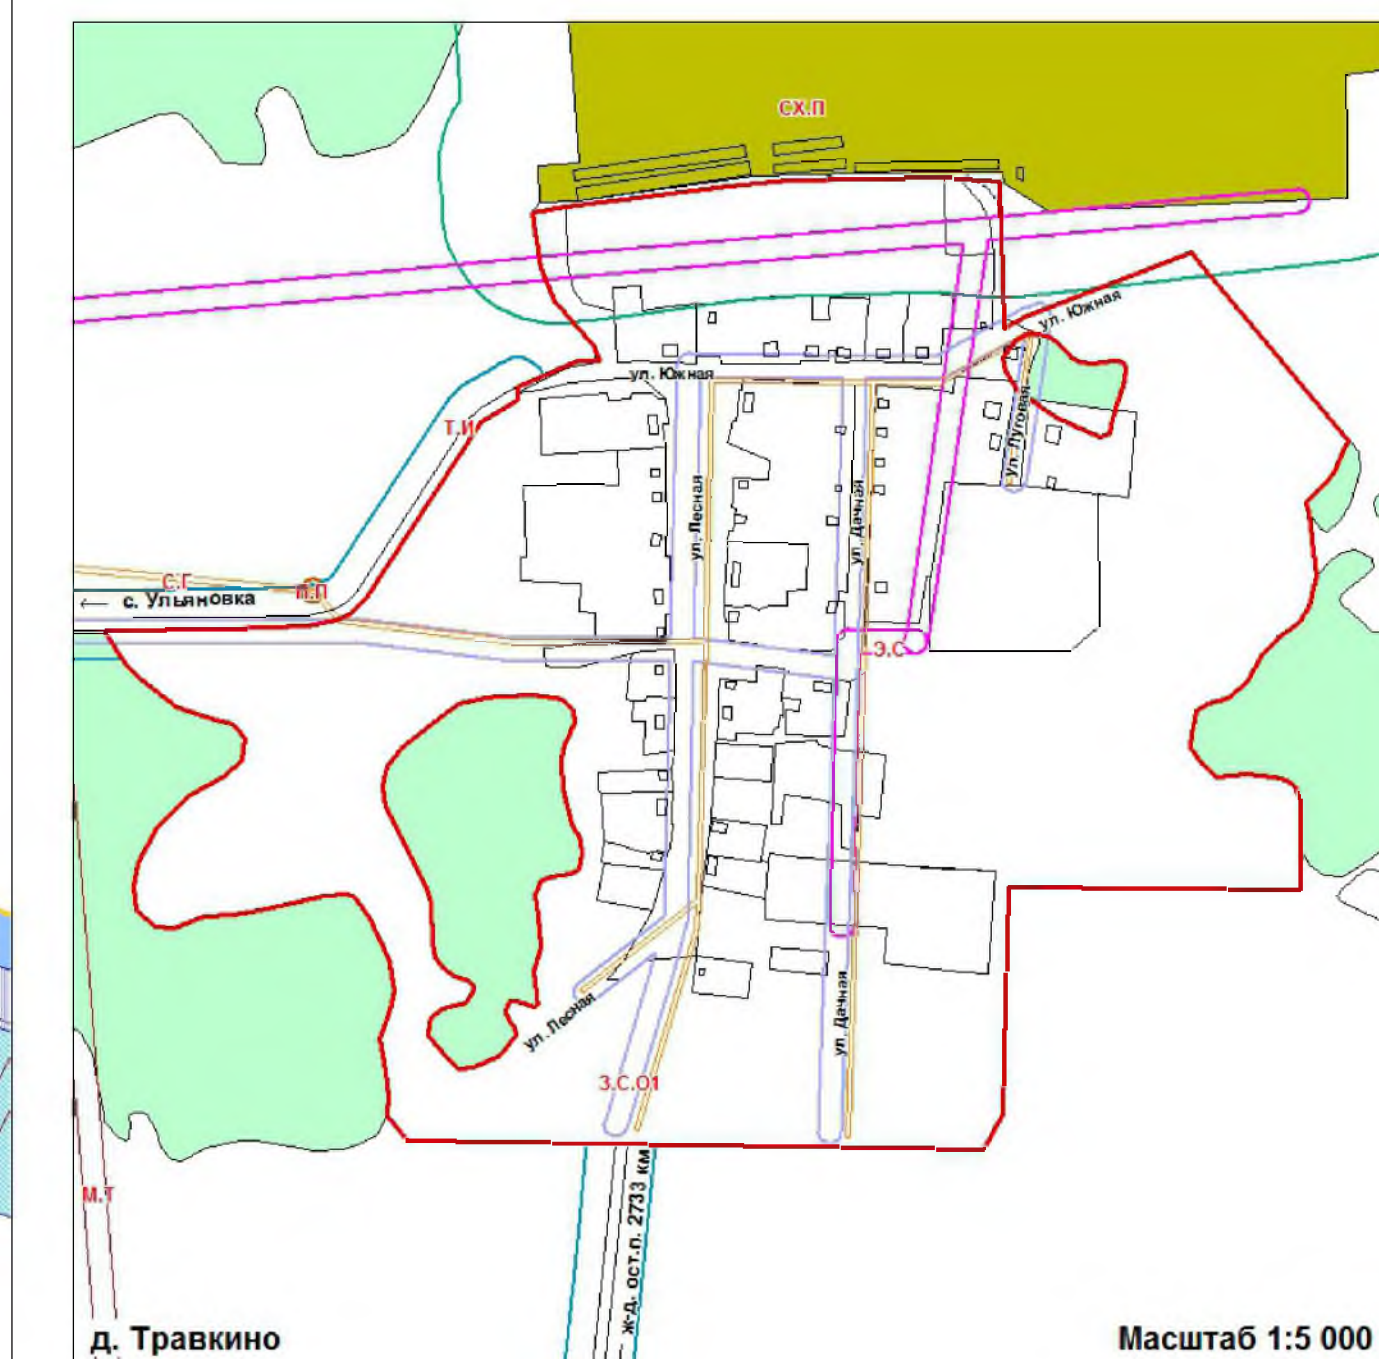 СХ.П
ул. Южная
ул. Южная
Т.И
ул. Луговая
ул. Лесная
ул. Дачная
С.Г
П.П
← с. Ульяновка
Э.С
ул. Лесная
ул. Дачная
З.С.О1
М.Т
ж-д. ост.п. 2733 км
д. Травкино
Масштаб 1:5 000